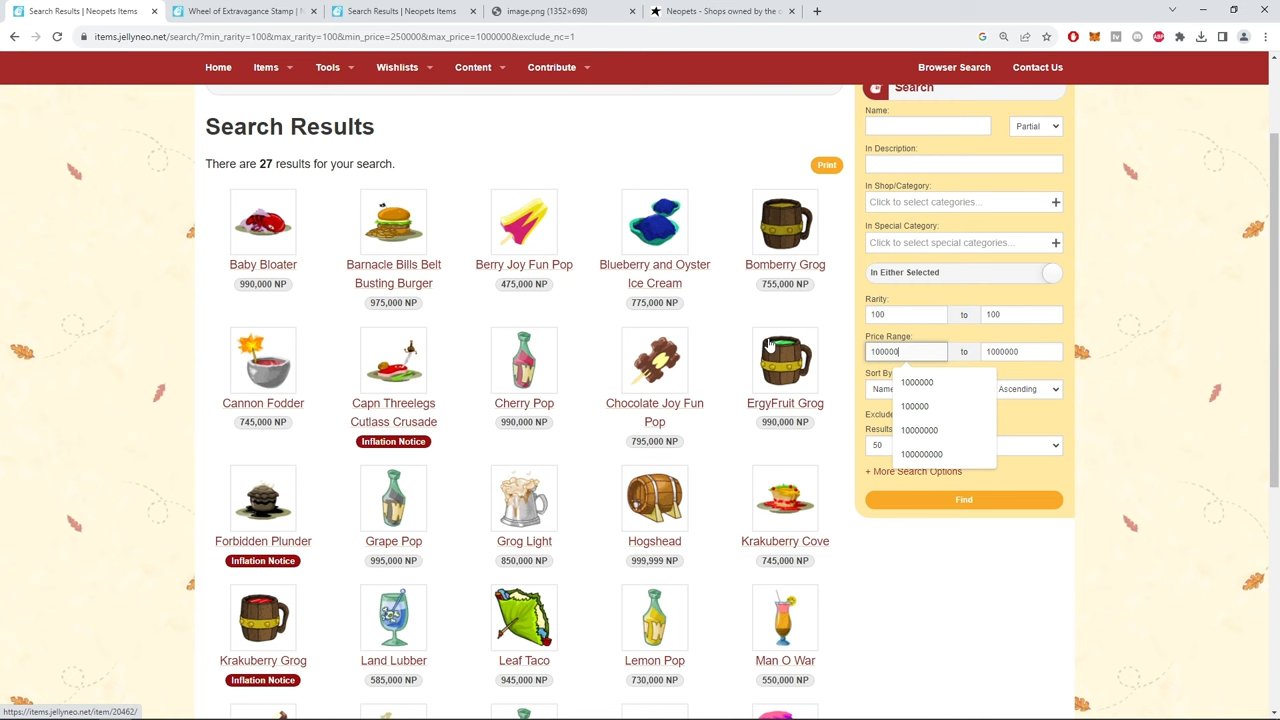 Search Results | Neopets Items
Wheel of Extravagance Stamp | N
Search Results | Neopets Items
image.png (1352×698)
Neopets - Shops owned by the c
items.jellyneo.net/search/?min_rarity=100&max_rarity=100&min_price=250000&max_price=1000000&exclude_nc=1
Home Items Tools Wishlists Content Contribute Browser Search Contact Us
Search Results
There are 27 results for your search.
Print
Baby Bloater
990,000 NP
Barnacle Bills Belt
Busting Burger
975,000 NP
Berry Joy Fun Pop
475,000 NP
Blueberry and Oyster
Ice Cream
775,000 NP
Bomberry Grog
755,000 NP
Cannon Fodder
745,000 NP
Capn Threelegs
Cutlass Crusade
Inflation Notice
Cherry Pop
990,000 NP
Chocolate Joy Fun
Pop
795,000 NP
ErgyFruit Grog
990,000 NP
Forbidden Plunder
Inflation Notice
Grape Pop
995,000 NP
Grog Light
850,000 NP
Hogshead
999,999 NP
Krakuberry Cove
745,000 NP
Krakuberry Grog
Inflation Notice
Land Lubber
585,000 NP
Leaf Taco
945,000 NP
Lemon Pop
730,000 NP
Man O War
550,000 NP
Search
Name:
Partial
In Description:
In Shop/Category:
Click to select categories...
In Special Category:
Click to select special categories...
In Either Selected
Rarity:
100 to 100
Price Range:
100000 to 1000000
Sort By
Name Ascending
1000000
100000
10000000
100000000
Exclude
Results
50
+ More Search Options
Find
https://items.jellyneo.net/item/20462/